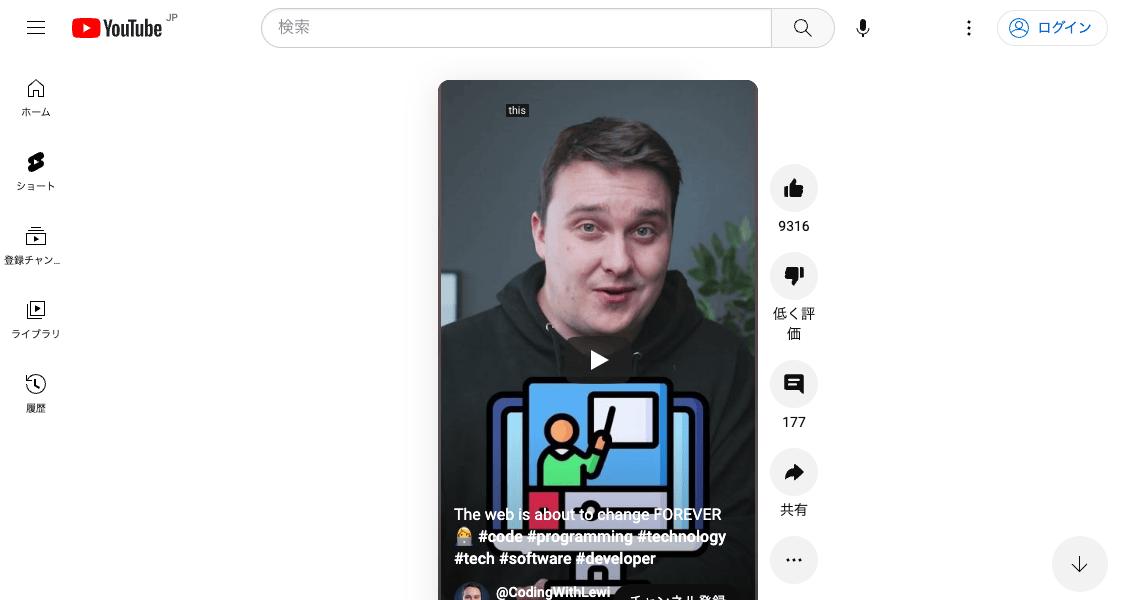 YouTube JP
検索
ログイン
ホーム
ショート
登録チャン...
ライブラリ
履歴
this
The web is about to change FOREVER
#code #programming #technology
#tech #software #developer
@CodingWithLewi
チャンネル登録
9316
低く評
価
177
共有